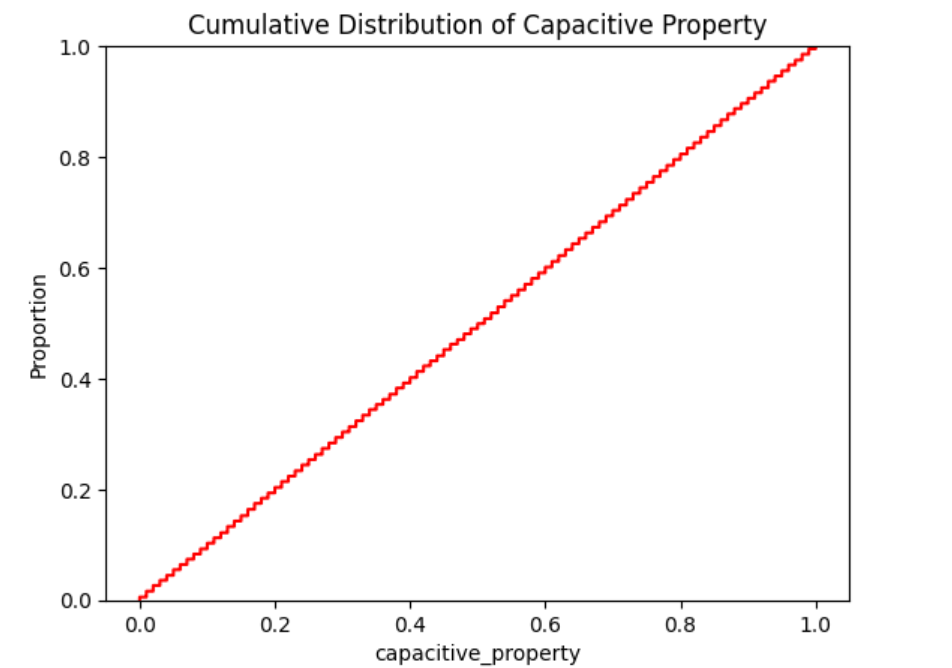 Cumulative Distribution of Capacitive Property
1.0
0.8
0.6
0.4
0.2
0.0
Proportion
0.0 0.2 0.4 0.6 0.8 1.0
capacitive_property